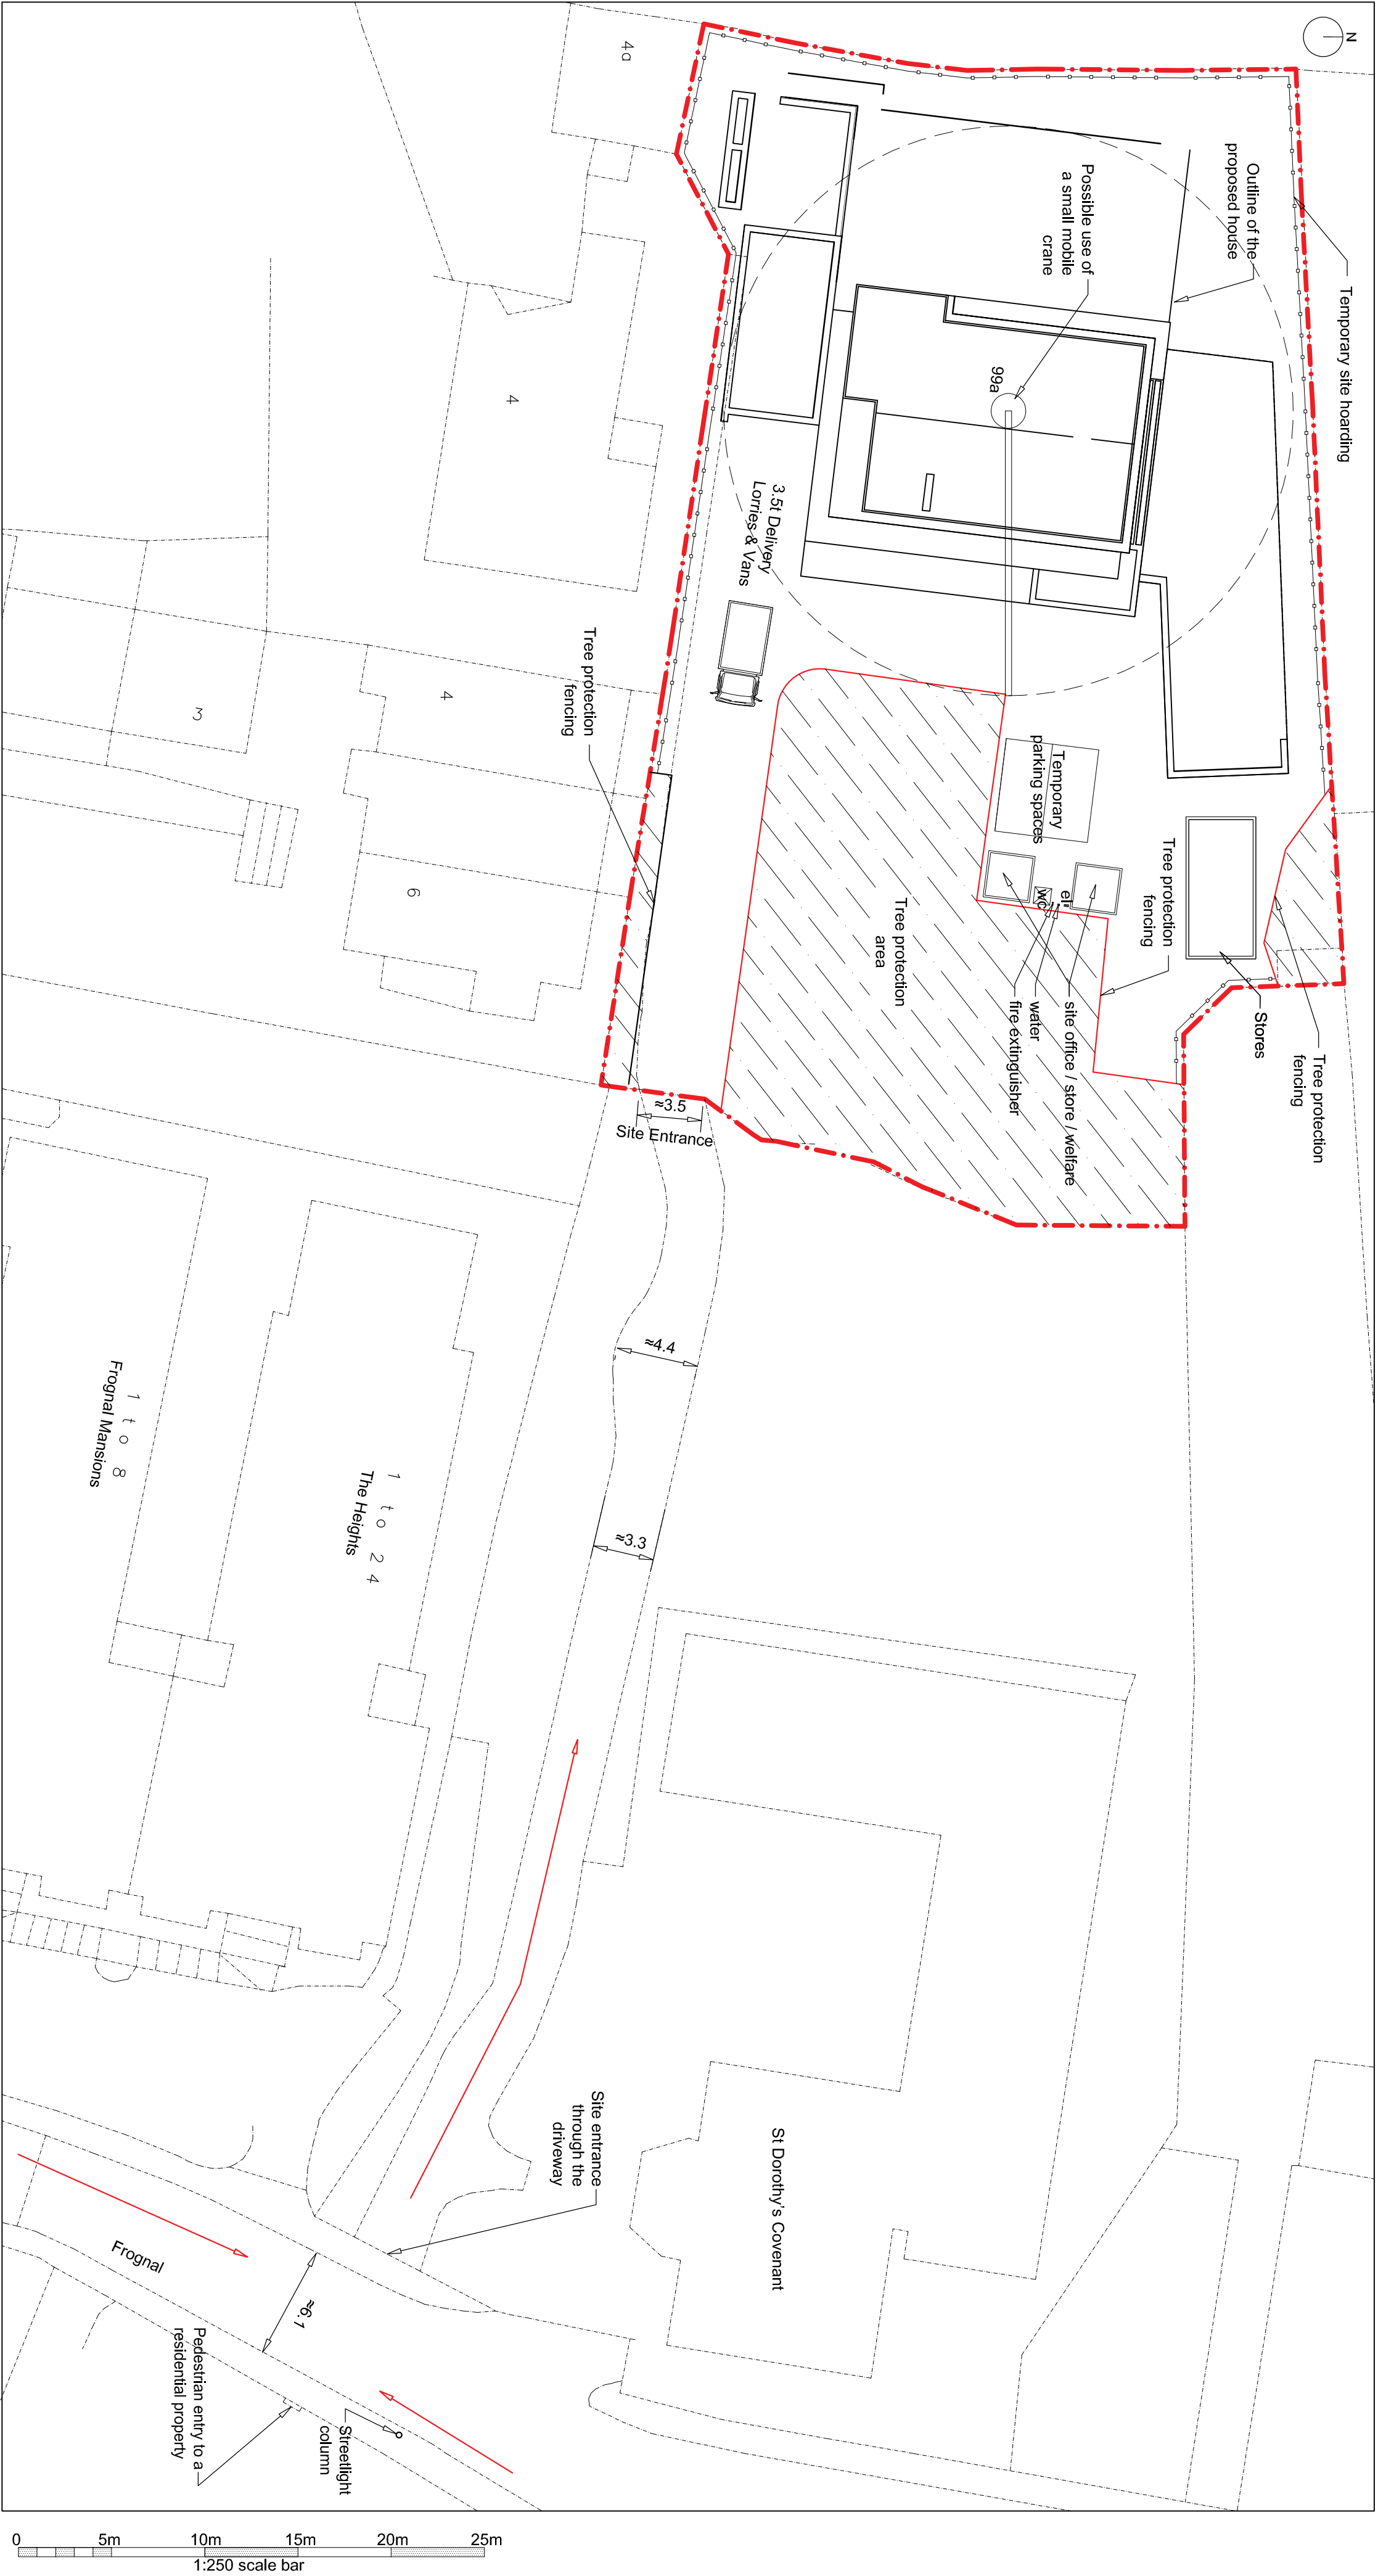 N
4a
Temporary site hoarding
Outline of the
proposed house
Possible use of
a small mobile
crane
99a
4
3.5t Delivery
Lorries & Vans
Tree protection
fencing
4
3
6
Temporary
parking spaces
Tree protection
fencing
Tree protection
area
wc
el
site office / store / welfare
water
fire extinguisher
Stores
Tree protection
fencing
≈3.5
Site Entrance
≈4.4
≈3.3
1 to 8
Frognal Mansions
1 to 24
The Heights
Site entrance
through the
driveway
St Dorothy's Covenant
Frognal
≈6.1
Pedestrian entry to a
residential property
Streetlight
column
0 5m 10m 15m 20m 25m
1:250 scale bar